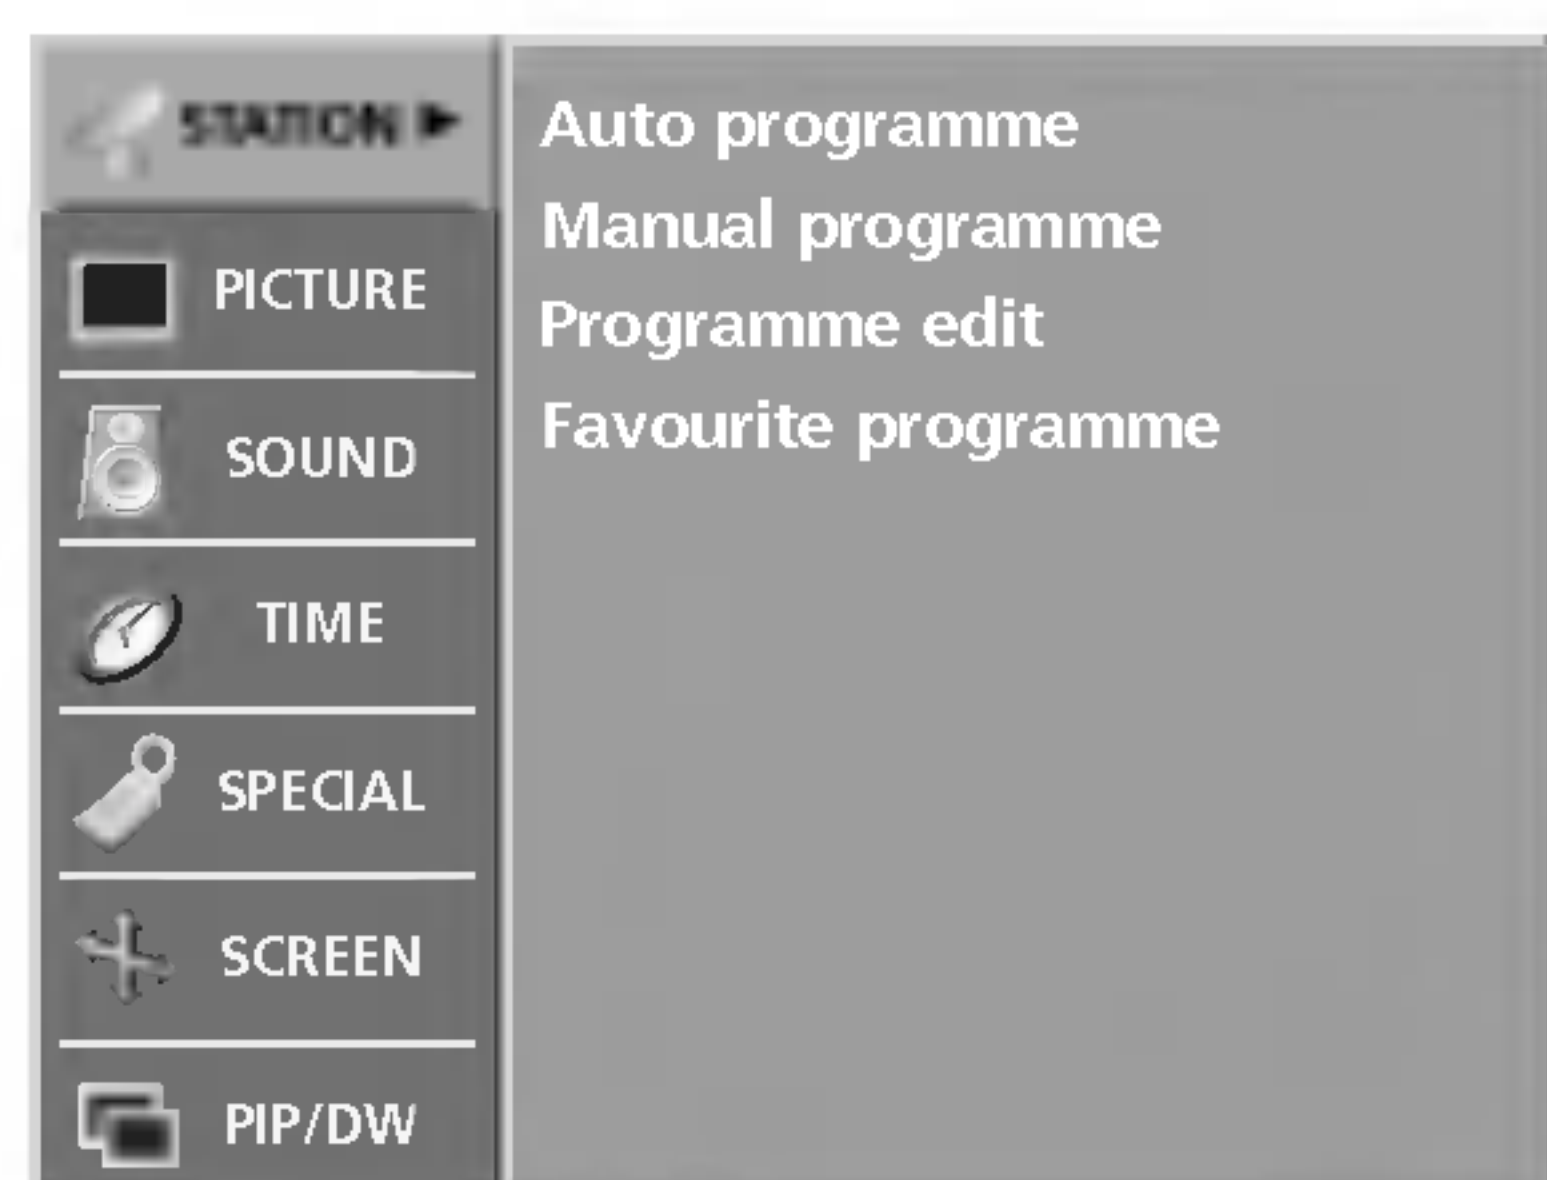 STATION ►
PICTURE
SOUND
TIME
SPECIAL
SCREEN
PIP/DW
Auto programme
Manual programme
Programme edit
Favourite programme